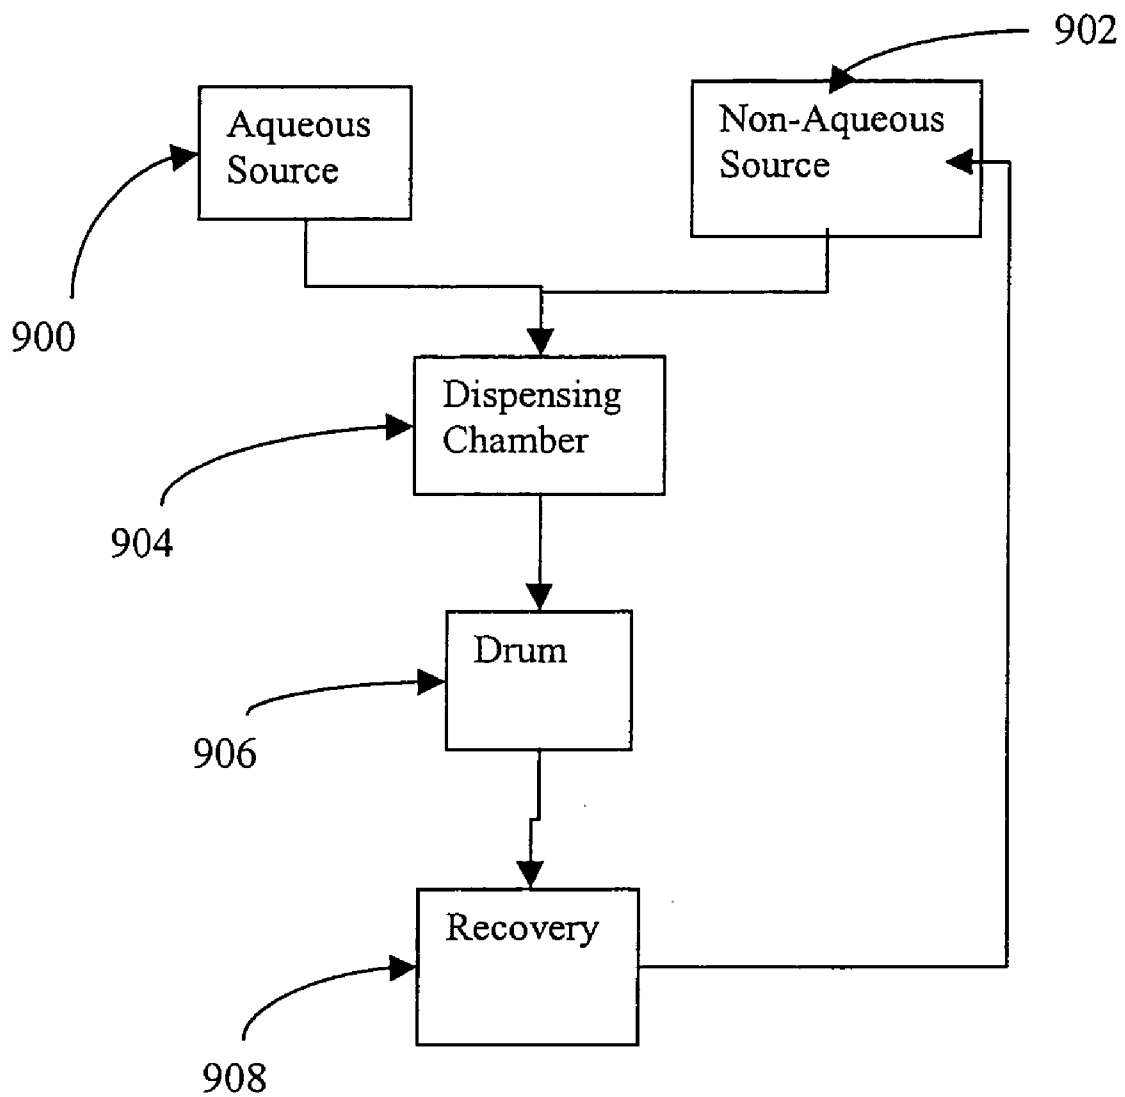 902
Aqueous
Source
Non-Aqueous
Source
900
Dispensing
Chamber
904
Drum
906
Recovery
908